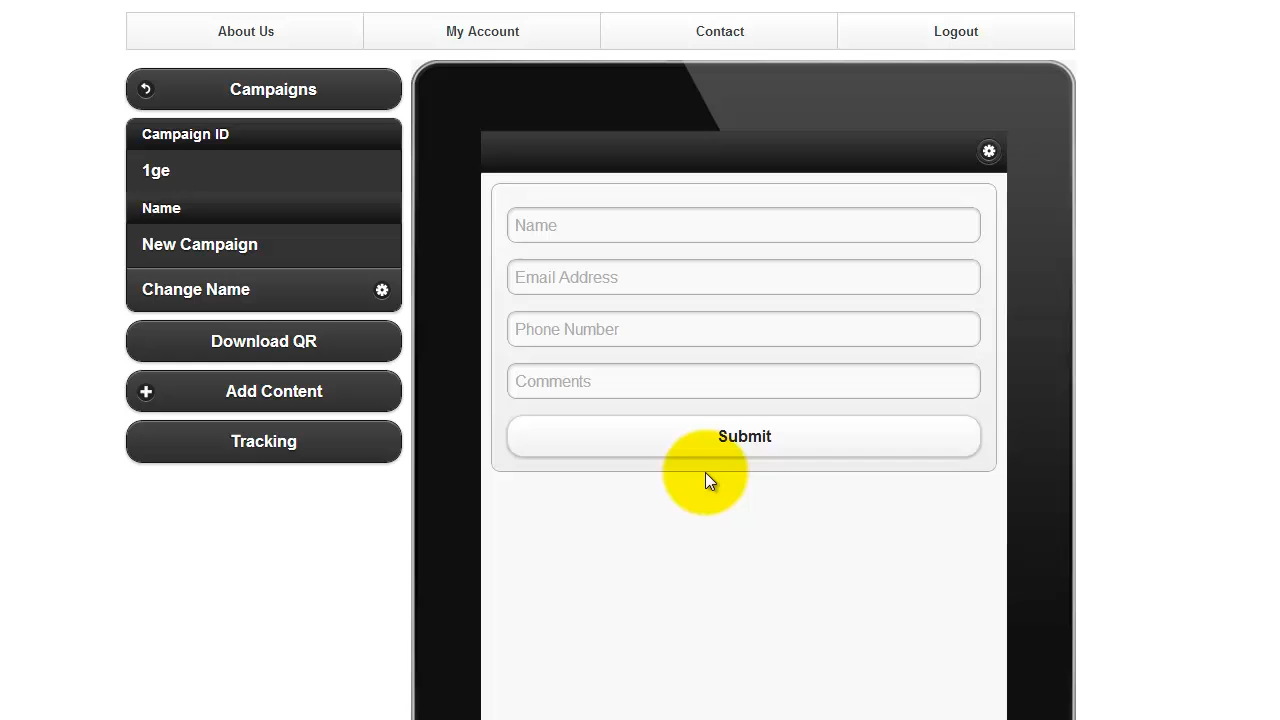 About Us
My Account
Contact
Logout
Campaigns
Campaign ID
1ge
Name
New Campaign
Change Name
Download QR
Add Content
Tracking
Name
Email Address
Phone Number
Comments
Submit